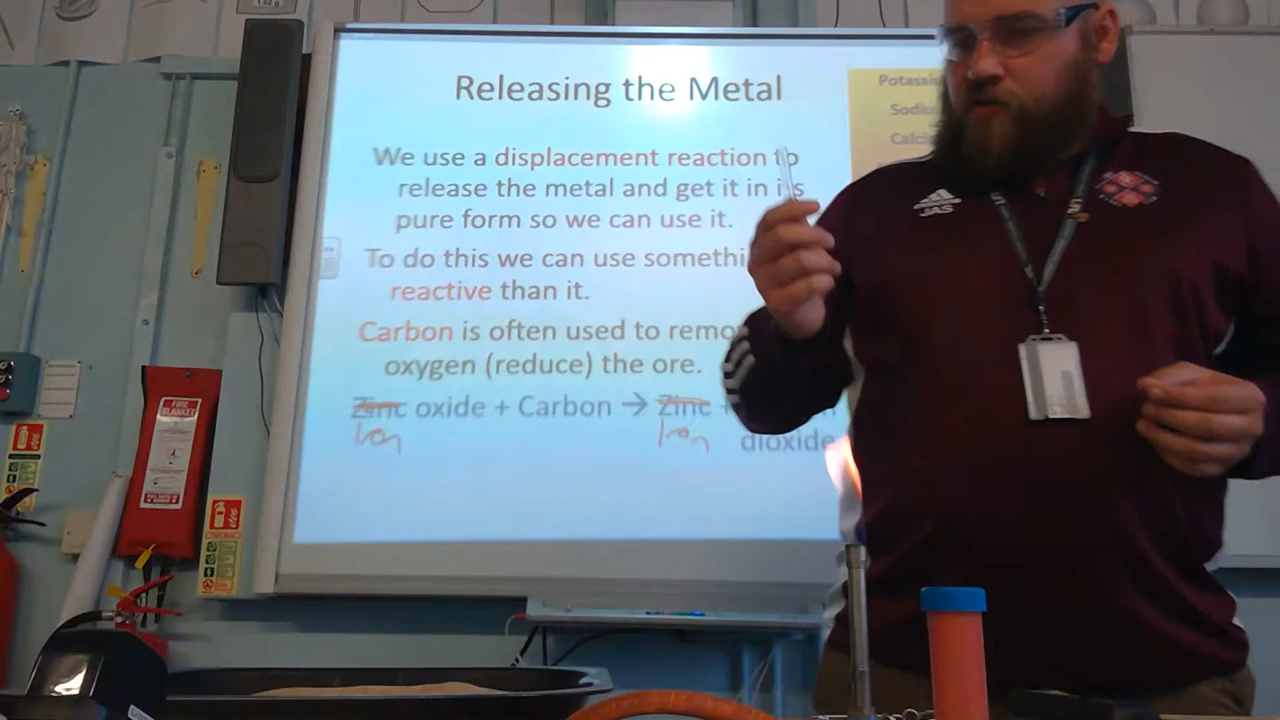 Releasing the Metal
We use a displacement reaction to
release the metal and get it in its
pure form so we can use it.
To do this we can use somethi
reactive than it.
Carbon is often used to remo
oxygen (reduce) the ore.
Zinc oxide + Carbon → Zinc +
Iron Iron dioxide
Potassi
Sodiu
Calci
adidas
JAS
FIRE
BLANKET